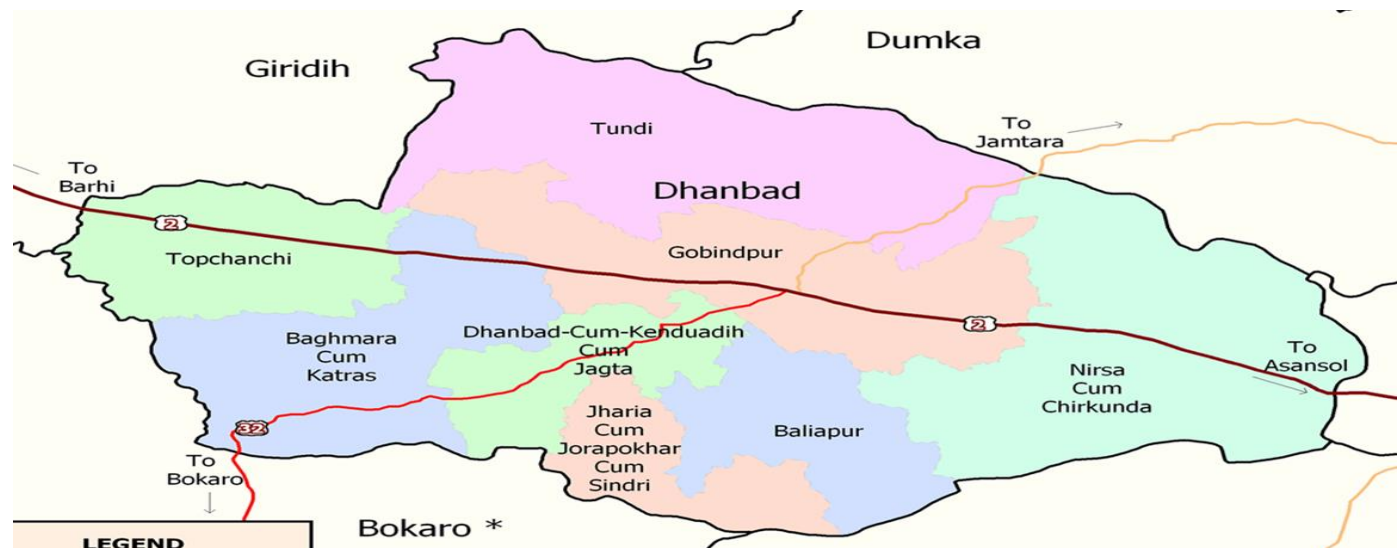 Dumka
Giridih
To
Jamtara
Tundi
To
Barhi
Dhanbad
2
Gobindpur
Topchanchi
Dhanbad-Cum-Kenduadih
Cum
Jagta
2
Baghmara
Cum
Katras
To
Asansol
Nirsa
Cum
Chirkunda
Jharia
Cum
Jorapokhar
Cum
Sindri
Baliapur
32
To
Bokaro
Bokaro *
LEGEND